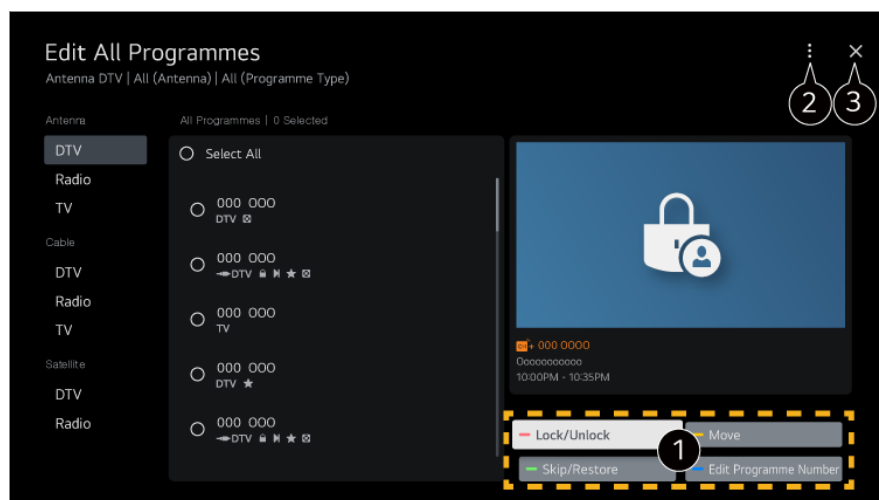 Edit All Programmes
Antenna DTV | All (Antenna) | All (Programme Type)
2
3
Antenna
DTV
Radio
TV
Cable
DTV
Radio
TV
Satellite
DTV
Radio
All Programmes | 0 Selected
Select All
000 000
DTV
000 000
DTV
000 000
TV
000 000
DTV
000 000
DTV
+ 000 0000
Oooooooooooo
10:00PM - 10:35PM
1
Lock/Unlock
Move
Skip/Restore
Edit Programme Number